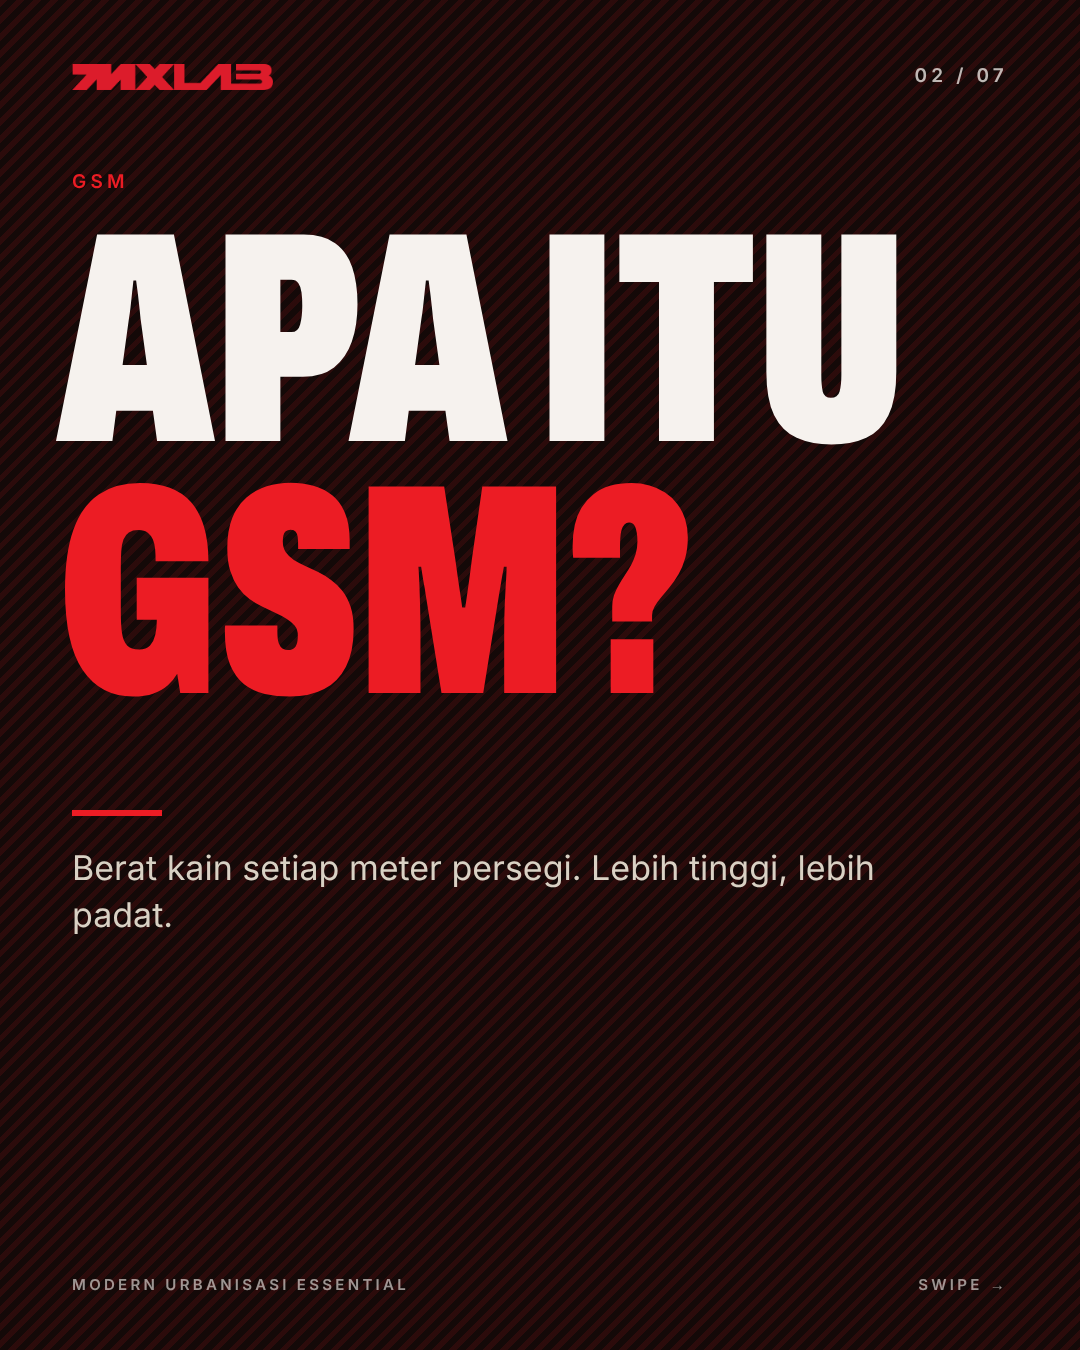 7MXLAB
02 / 07
GSM
APA ITU
GSM?
Berat kain setiap meter persegi. Lebih tinggi, lebih
padat.
MODERN URBANISASI ESSENTIAL
SWIPE →